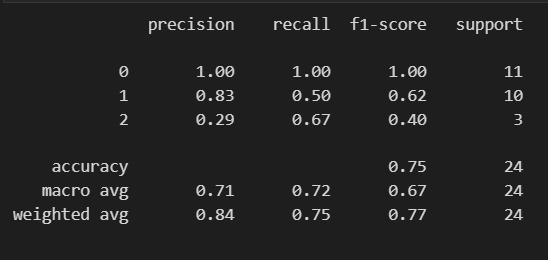 precision recall f1-score support
0 1.00 1.00 1.00 11
1 0.83 0.50 0.62 10
2 0.29 0.67 0.40 3
accuracy 0.75 24
macro avg 0.71 0.72 0.67 24
weighted avg 0.84 0.75 0.77 24